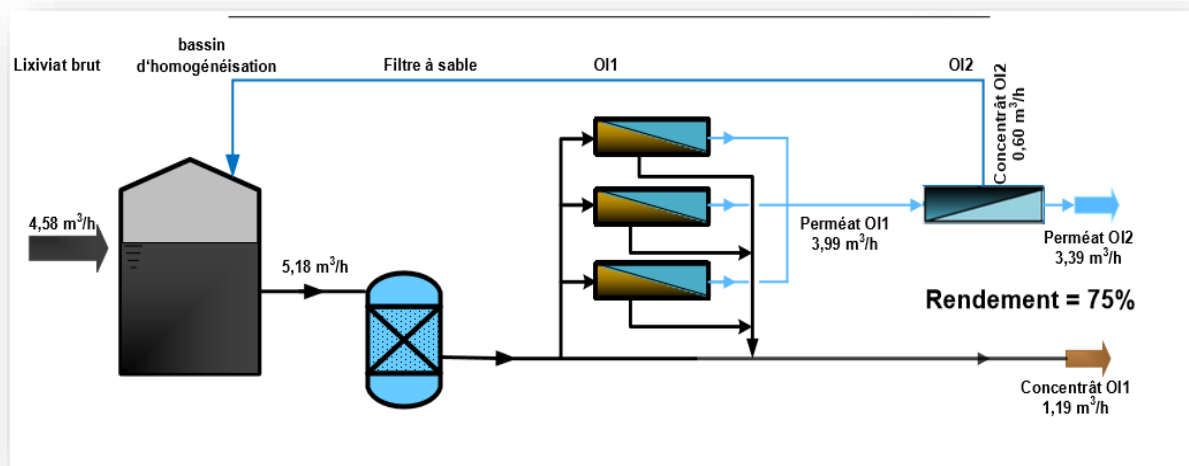 Lixiviat brut
bassin
d'homogénéisation
Filtre à sable
OI1
OI2
Concentrât OI2
0,60 m³/h
4,58 m³/h
5,18 m³/h
Perméat OI1
3,99 m³/h
Perméat OI2
3,39 m³/h
Rendement = 75%
Concentrât OI1
1,19 m³/h